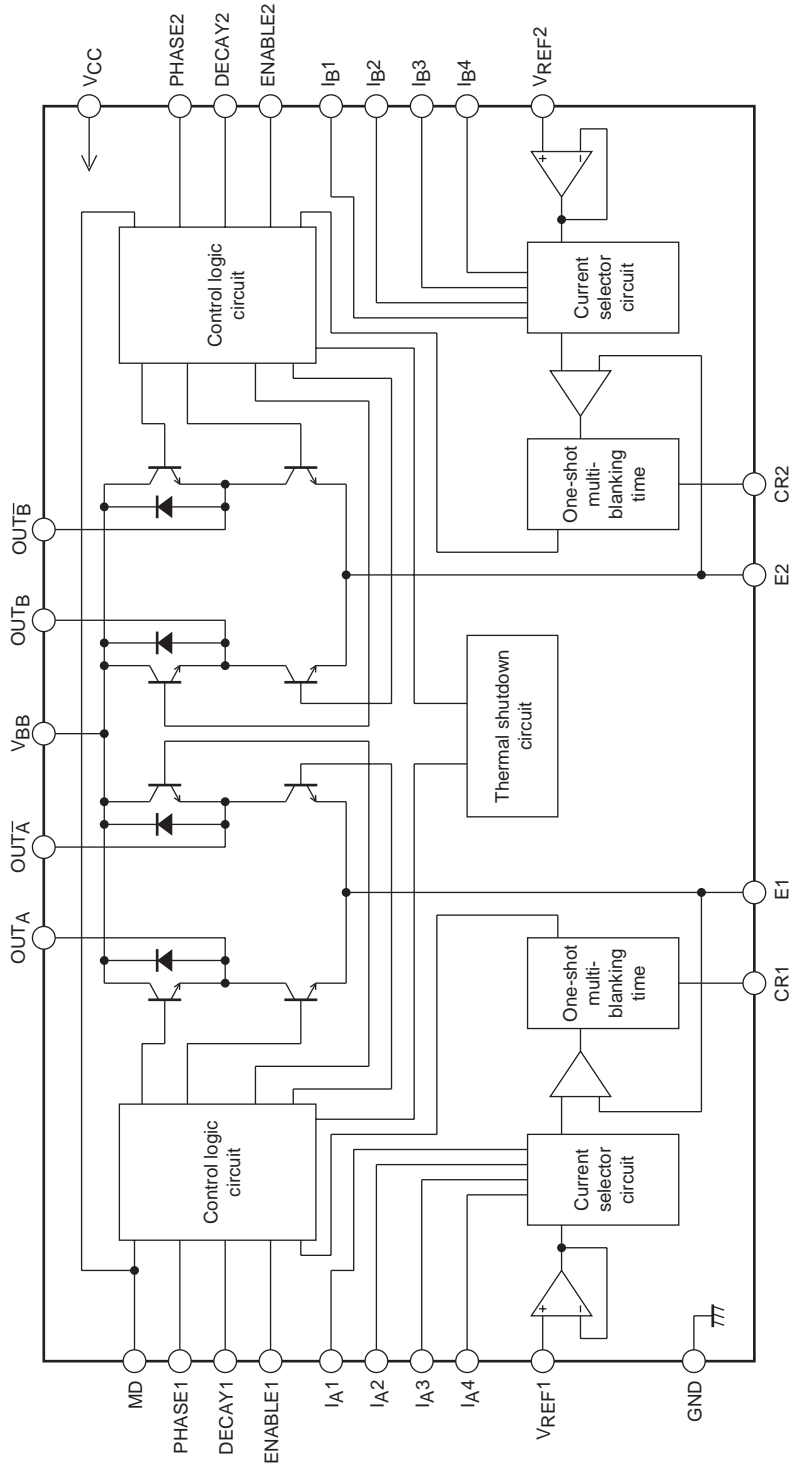 OUTA
OUTA̅
VBB
OUTB
OUTB̅
MD
PHASE1
DECAY1
ENABLE1
IA1
IA2
IA3
IA4
VREF1
GND
VCC
PHASE2
DECAY2
ENABLE2
IB1
IB2
IB3
IB4
VREF2
Control logic
circuit
Control logic
circuit
Thermal shutdown
circuit
Current
selector
circuit
One-shot
multi-
blanking
time
One-shot
multi-
blanking
time
Current
selector
circuit
+
−
+
−
CR1
E1
E2
CR2